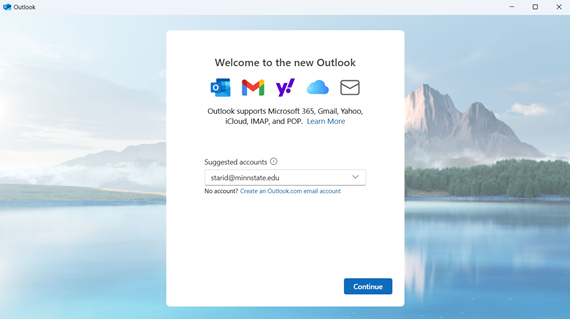 Outlook
Welcome to the new Outlook
y!
Outlook supports Microsoft 365, Gmail, Yahoo,
iCloud, IMAP, and POP. Learn More
Suggested accounts
starid@minnstate.edu
No account? Create an Outlook.com email account
Continue